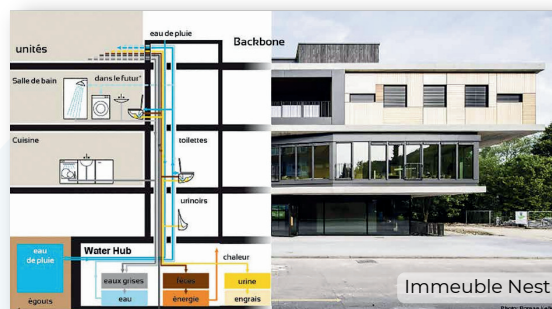 eau de pluie
Backbone
unités
Salle de bain
dans le futur*
Cuisine
toilettes
urinoirs
eau
de pluie
Water Hub
chaleur
eaux grises
fèces
urine
eau
énergie
engrais
égouts
Immeuble Nest